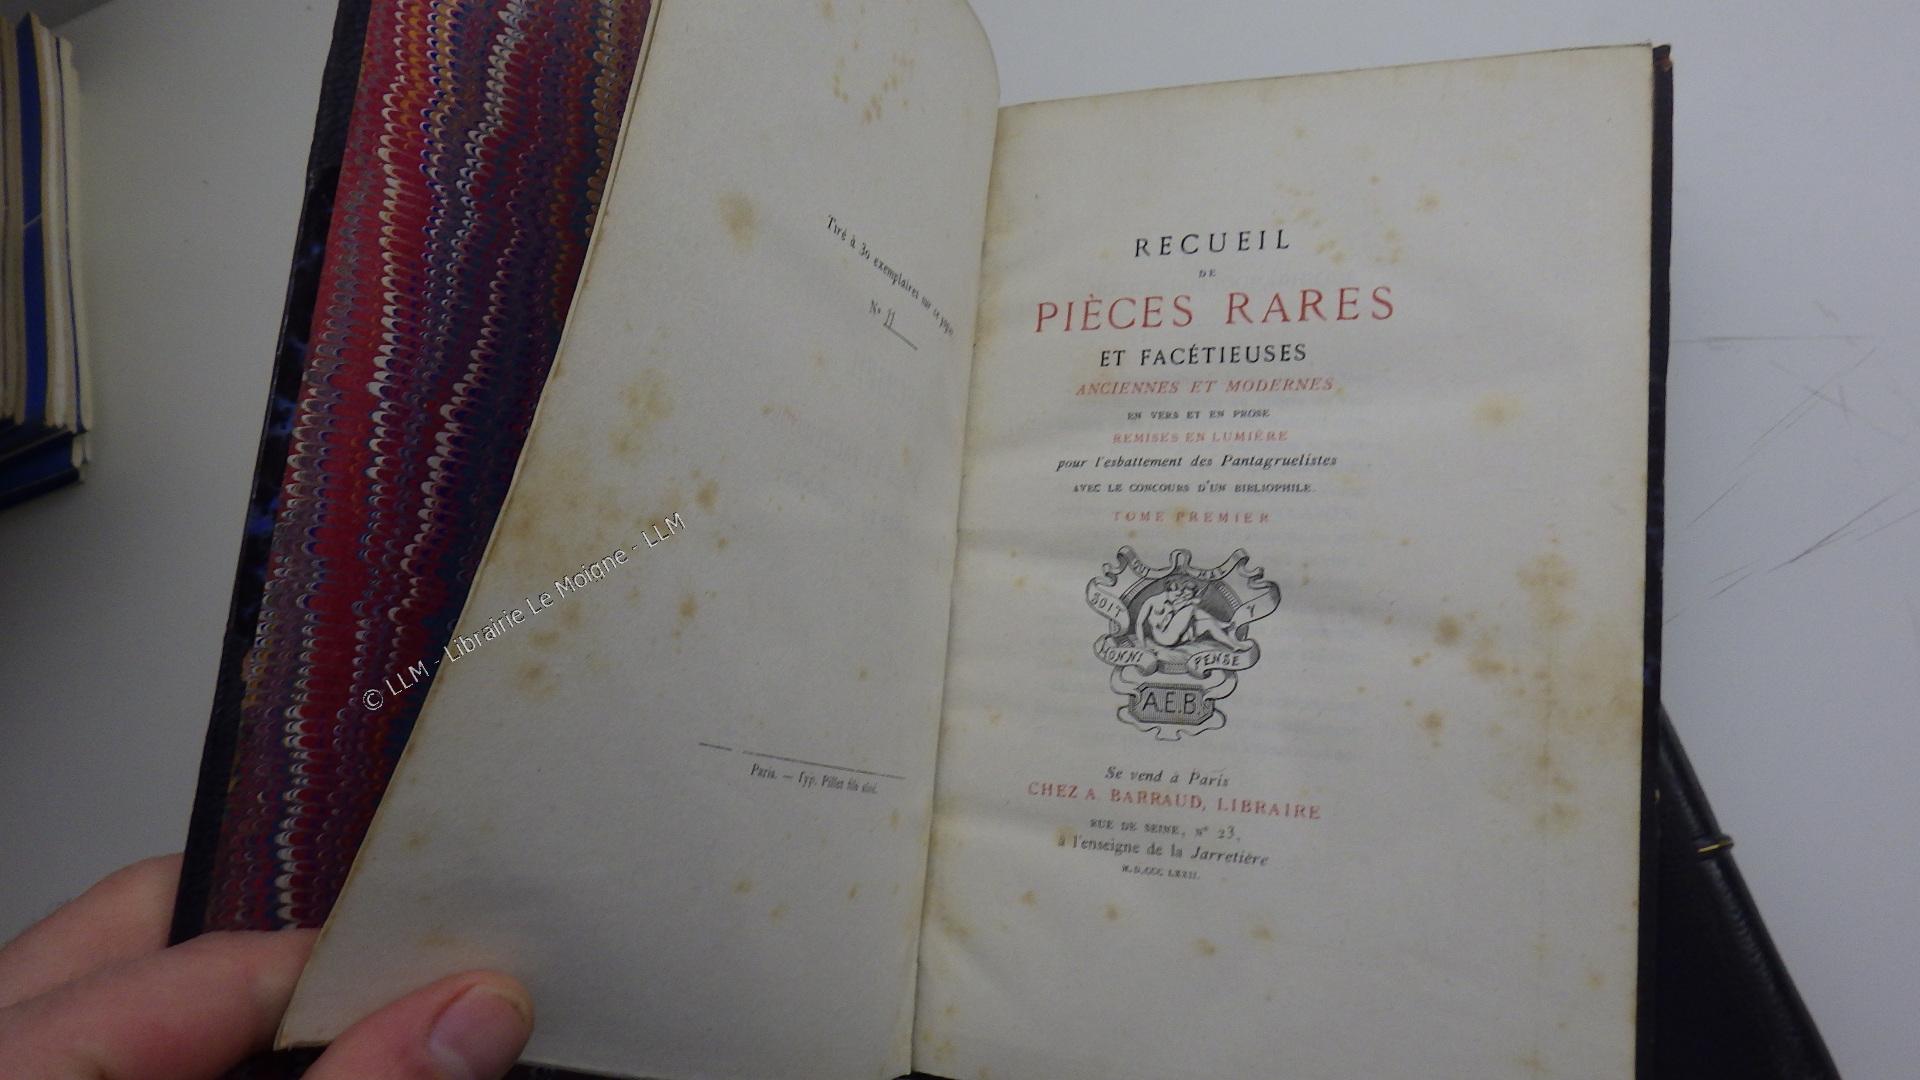 Tiré à 30 exemplaires sur ce papier
No 11
Paris. — Typ. Pillet fils aîné.
© LLM - Librairie Le Moigne - LLM
RECUEIL
DE
PIÈCES RARES
ET FACÉTIEUSES
ANCIENNES ET MODERNES
EN VERS ET EN PROSE
REMISES EN LUMIÈRE
pour l'esbattement des Pantagruelistes
AVEC LE CONCOURS D'UN BIBLIOPHILE.
TOME PREMIER
HONNI SOIT QUI MAL Y PENSE
A.E.B.
Se vend à Paris
CHEZ A. BARRAUD, LIBRAIRE
RUE DE SEINE, No 23,
à l'enseigne de la Jarretière
M.D.CCC LXXII.